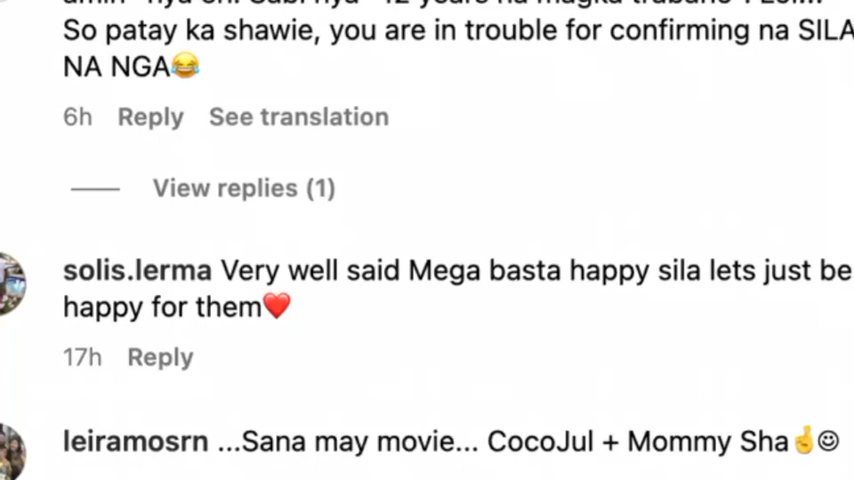 So patay ka shawie, you are in trouble for confirming na SILA
NA NGA😂
6h Reply See translation
View replies (1)
solis.lerma Very well said Mega basta happy sila lets just be
happy for them❤️
17h Reply
leiramosrn ...Sana may movie... CocoJul + Mommy Sha🤞☺